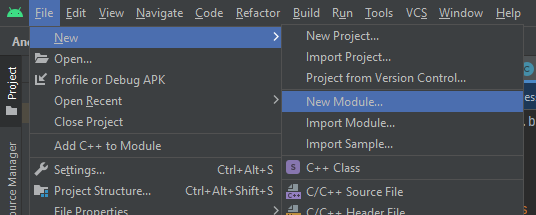 File Edit View Navigate Code Refactor Build Run Tools VCS Window Help
An
New
Open...
Profile or Debug APK
Open Recent
Close Project
Add C++ to Module
Settings... Ctrl+Alt+S
Project Structure... Ctrl+Alt+Shift+S
File Properties
New Project...
Import Project...
Project from Version Control...
New Module...
Import Module...
Import Sample...
S C++ Class
C++ C/C++ Source File
C/C++ Header File
Project
ource Manager